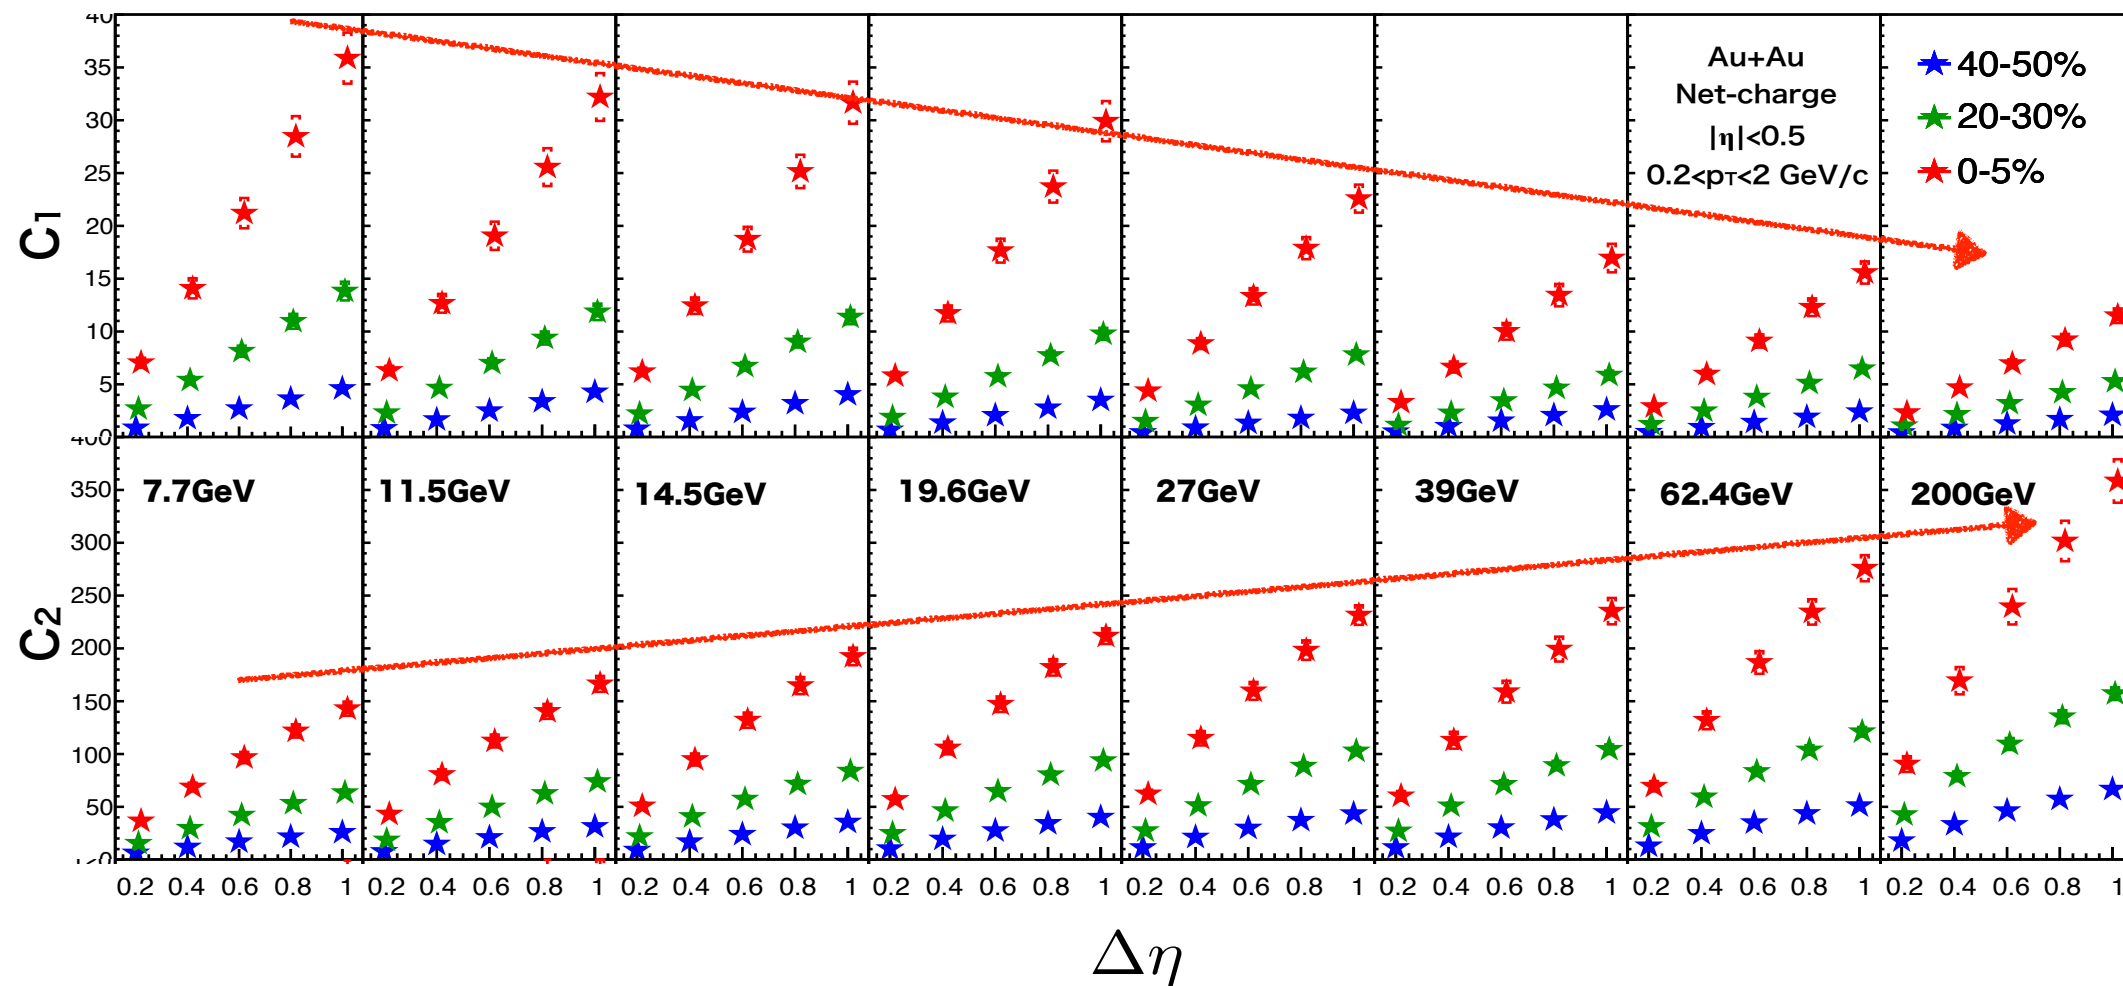 40
35
30
25
20
15
10
5
0
C1
Au+Au
Net-charge
|η|<0.5
0.2<pT<2 GeV/c
40-50%
20-30%
0-5%
400
350
300
250
200
150
100
50
0
C2
7.7GeV
11.5GeV
14.5GeV
19.6GeV
27GeV
39GeV
62.4GeV
200GeV
0.2 0.4 0.6 0.8 1 0.2 0.4 0.6 0.8 1 0.2 0.4 0.6 0.8 1 0.2 0.4 0.6 0.8 1 0.2 0.4 0.6 0.8 1 0.2 0.4 0.6 0.8 1 0.2 0.4 0.6 0.8 1 0.2 0.4 0.6 0.8 1
Δη